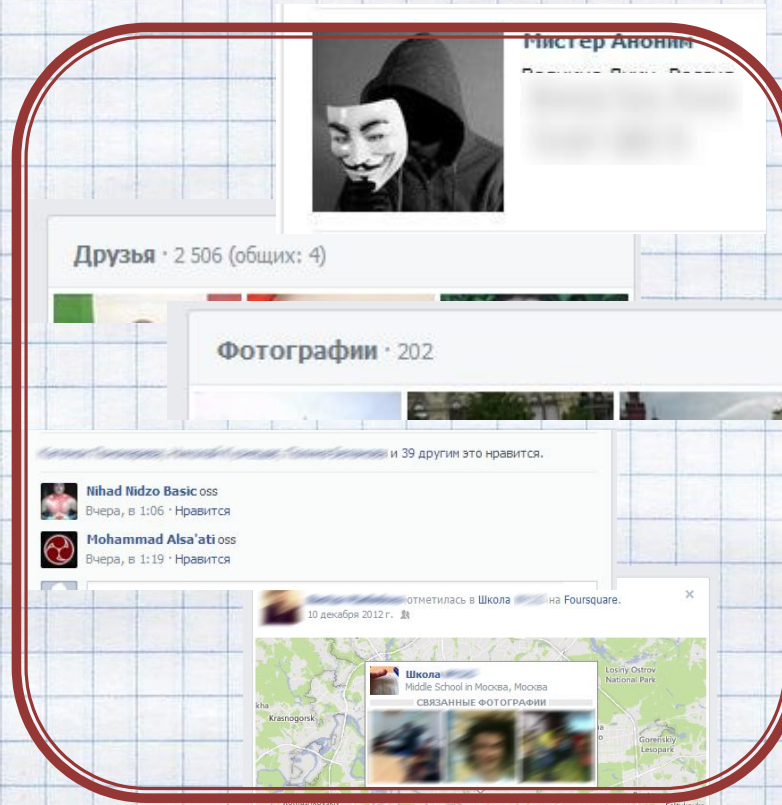 Мистер Аноним
Друзья · 2 506 (общих: 4)
Фотографии · 202
и 39 другим это нравится.
Nihad Nidzo Basic oss
Вчера, в 1:06 · Нравится
Mohammad Alsa'ati oss
Вчера, в 1:19 · Нравится
отметилась в Школа на Foursquare.
10 декабря 2012 г.
Школа
Middle School in Москва, Москва
СВЯЗАННЫЕ ФОТОГРАФИИ
Losiny Ostrov
National Park
Krasnogorsk
Gorenskiy
Lesopark